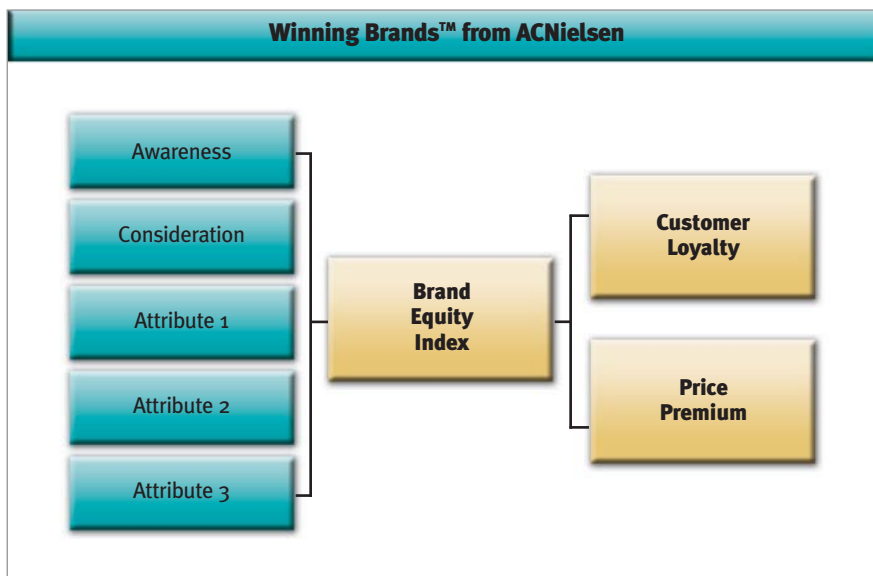 Winning Brands™ from ACNielsen
Awareness
Consideration
Attribute 1
Attribute 2
Attribute 3
Brand
Equity
Index
Customer
Loyalty
Price
Premium